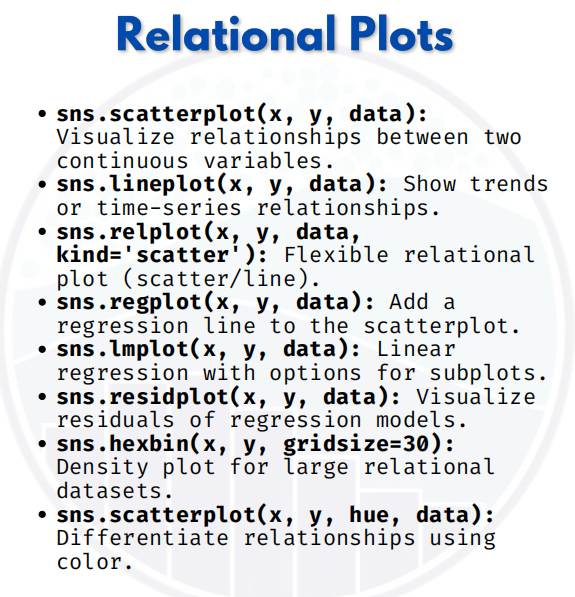 Relational Plots
• sns.scatterplot(x, y, data):
Visualize relationships between two
continuous variables.
• sns.lineplot(x, y, data): Show trends
or time-series relationships.
• sns.relplot(x, y, data,
kind='scatter'): Flexible relational
plot (scatter/line).
• sns.regplot(x, y, data): Add a
regression line to the scatterplot.
• sns.lmplot(x, y, data): Linear
regression with options for subplots.
• sns.residplot(x, y, data): Visualize
residuals of regression models.
• sns.hexbin(x, y, gridsize=30):
Density plot for large relational
datasets.
• sns.scatterplot(x, y, hue, data):
Differentiate relationships using
color.